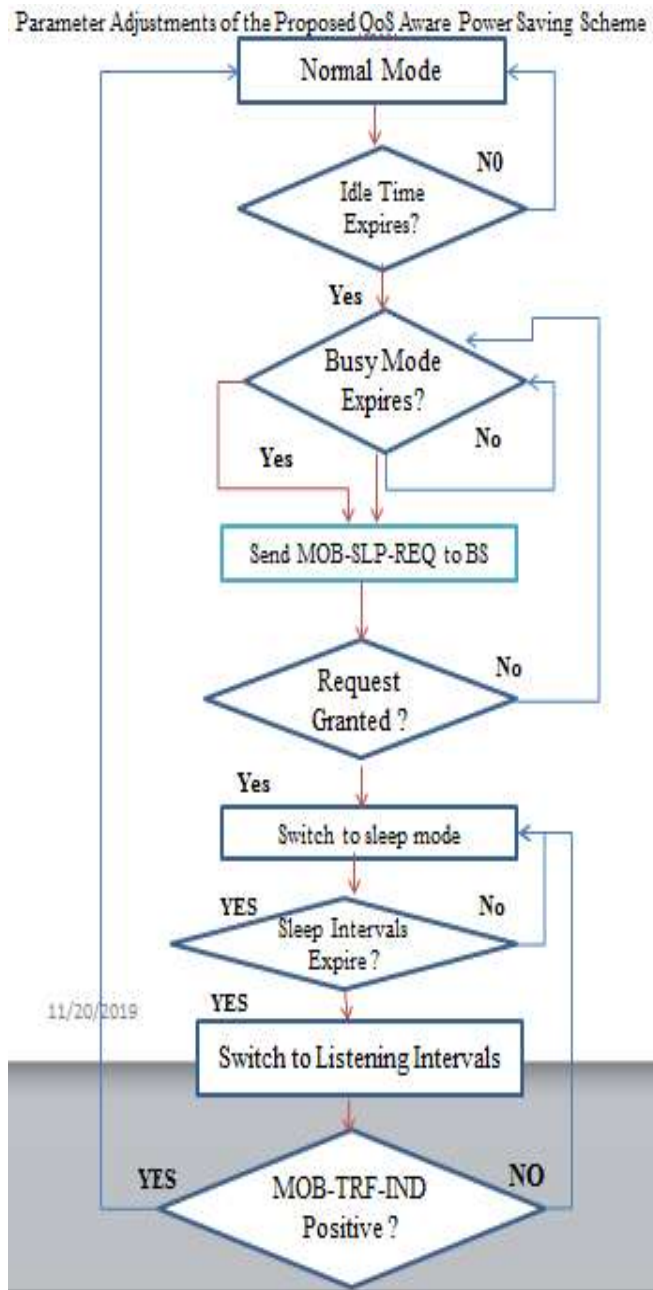 Parameter Adjustments of the Proposed QoS Aware Power Saving Scheme
Normal Mode
N0
Idle Time
Expires?
Yes
Busy Mode
Expires?
No
Yes
Send MOB-SLP-REQ to BS
No
Request
Granted ?
Yes
Switch to sleep mode
YES
No
Sleep Intervals
Expire ?
YES
11/20/2019
Switch to Listening Intervals
YES
NO
MOB-TRF-IND
Positive ?